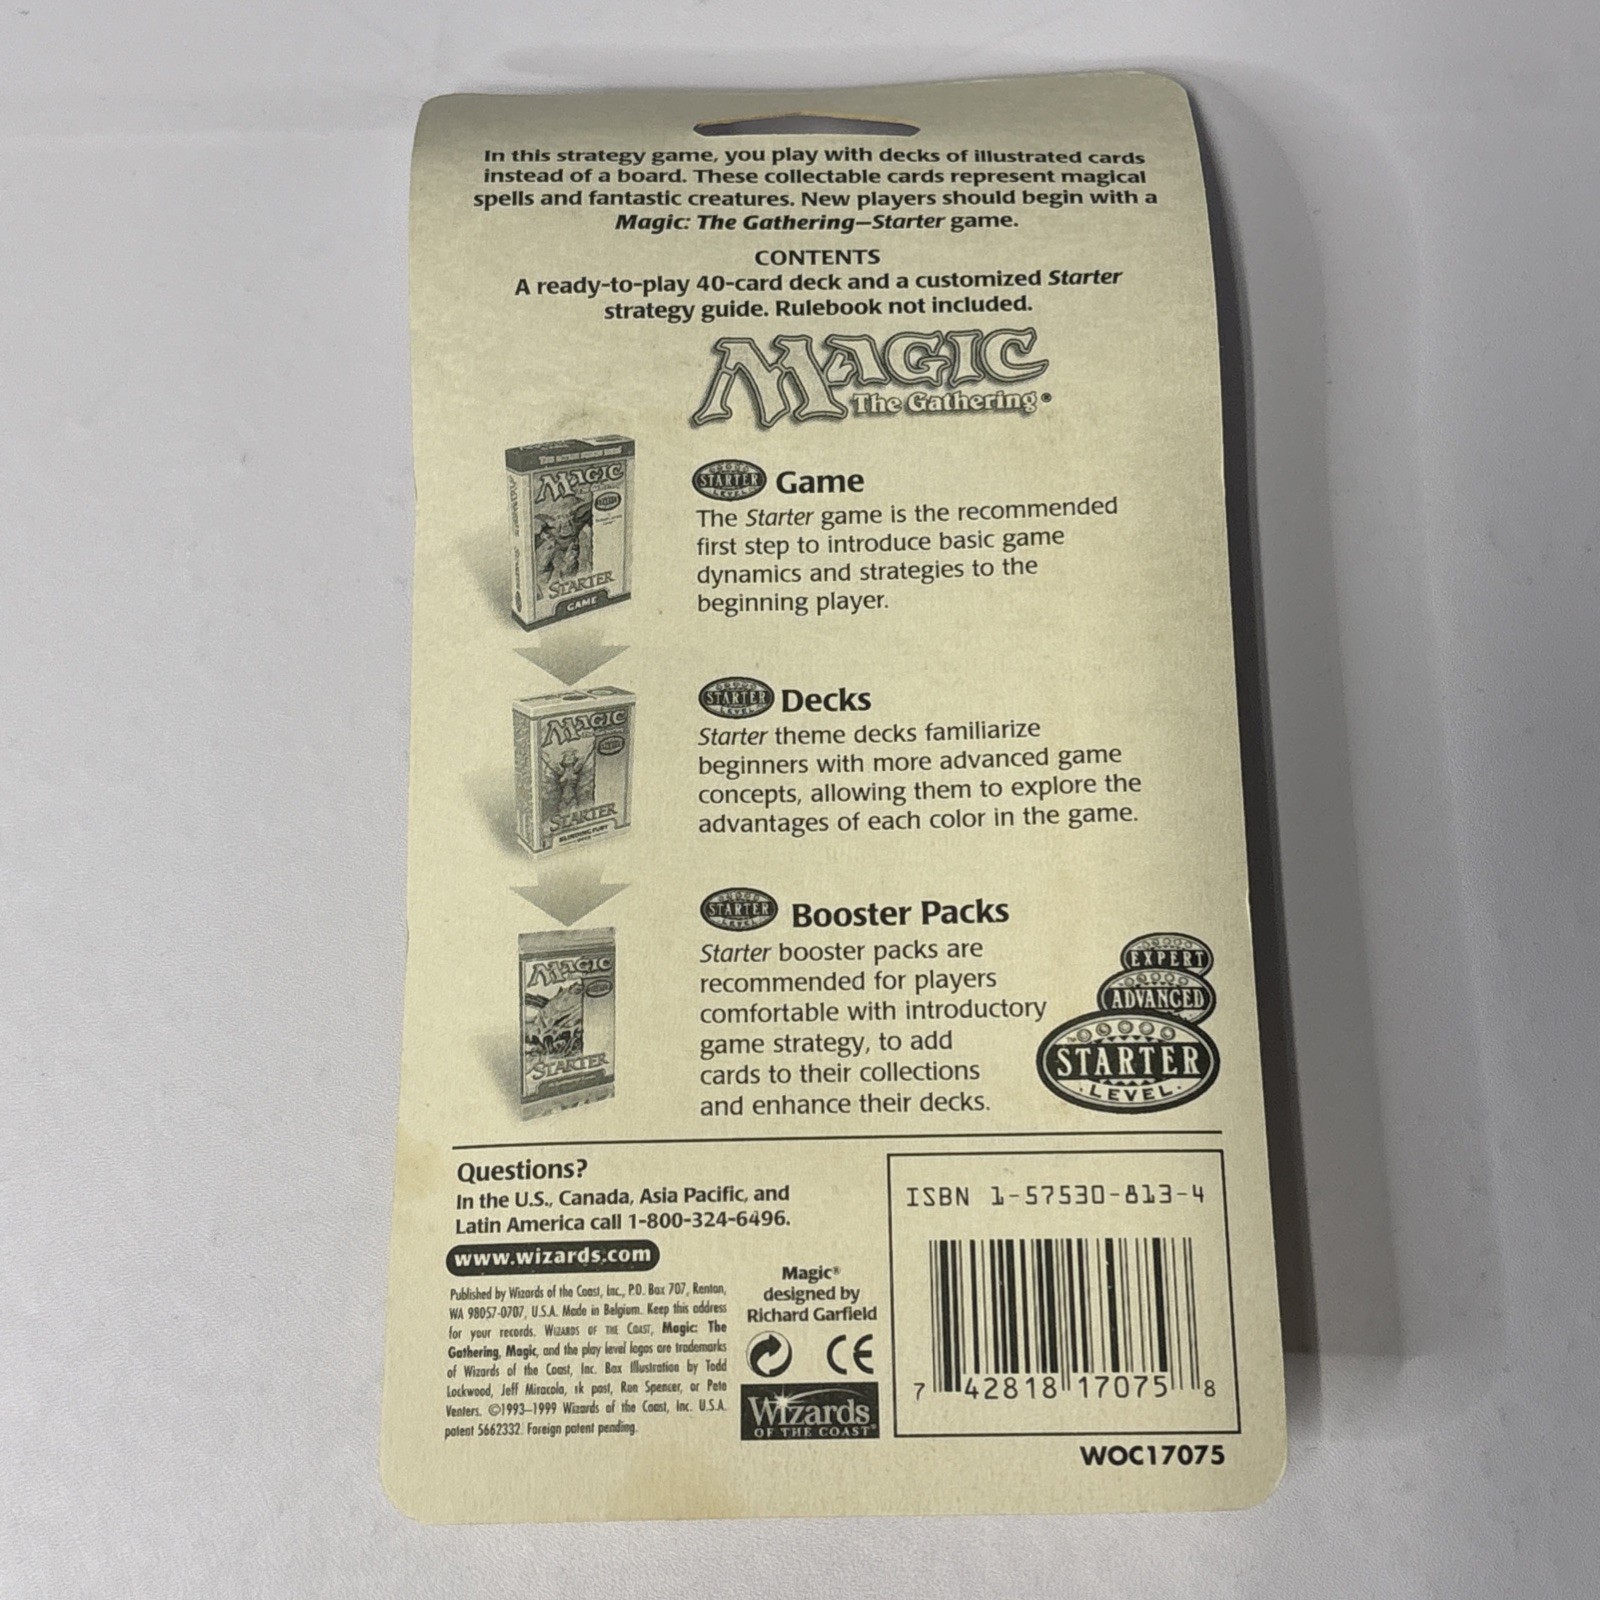 In this strategy game, you play with decks of illustrated cards
instead of a board. These collectable cards represent magical
spells and fantastic creatures. New players should begin with a
Magic: The Gathering—Starter game.
CONTENTS
A ready-to-play 40-card deck and a customized Starter
strategy guide. Rulebook not included.
MAGIC
The Gathering®
MAGIC
STARTER
GAME
STARTER
LEVEL
Game
The Starter game is the recommended
first step to introduce basic game
dynamics and strategies to the
beginning player.
MAGIC
STARTER
STARTER
LEVEL
Decks
Starter theme decks familiarize
beginners with more advanced game
concepts, allowing them to explore the
advantages of each color in the game.
MAGIC
STARTER
STARTER
LEVEL
Booster Packs
Starter booster packs are
recommended for players
comfortable with introductory
game strategy, to add
cards to their collections
and enhance their decks.
EXPERT
ADVANCED
STARTER
LEVEL
Questions?
In the U.S., Canada, Asia Pacific, and
Latin America call 1-800-324-6496.
www.wizards.com
Published by Wizards of the Coast, Inc., P.O. Box 707, Renton,
WA 98057-0707, U.S.A. Made in Belgium. Keep this address
for your records. WIZARDS OF THE COAST, Magic: The
Gathering, Magic, and the play level logos are trademarks
of Wizards of the Coast, Inc. Box Illustration by Todd
Lockwood, Jeff Miracola, rk post, Ron Spencer, or Pete
Venters. ©1993–1999 Wizards of the Coast, Inc. U.S.A.
patent 5662332. Foreign patent pending.
Magic®
designed by
Richard Garfield
CE
Wizards
OF THE COAST®
ISBN 1-57530-813-4
7 42818 17075 8
WOC17075